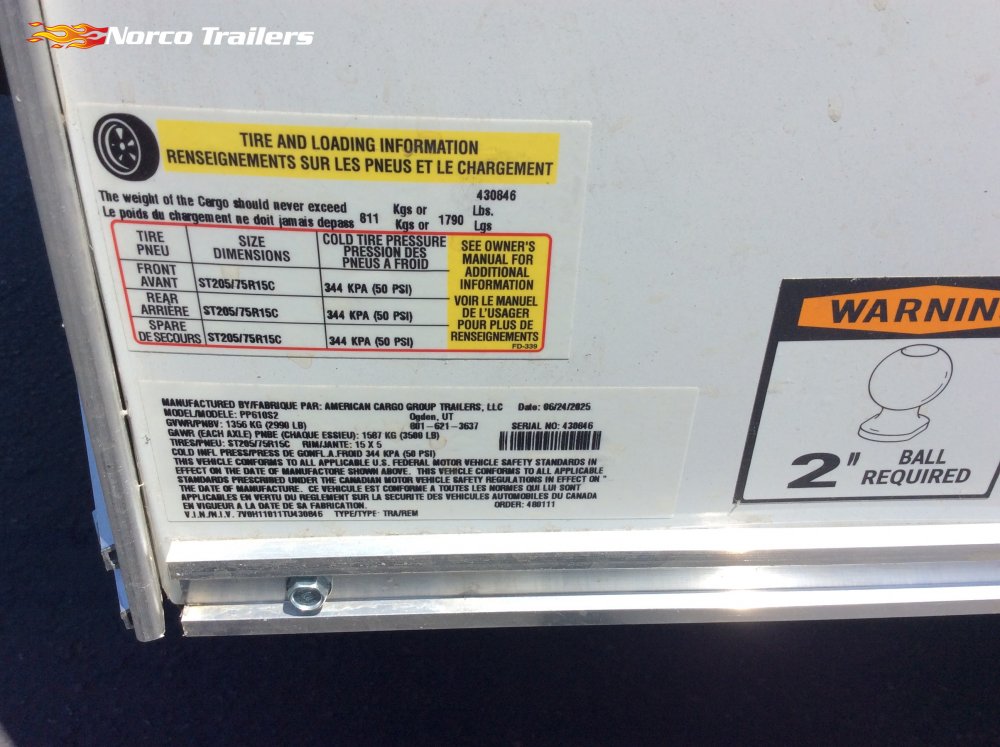 Norco Trailers
TIRE AND LOADING INFORMATION
RENSEIGNEMENTS SUR LES PNEUS ET LE CHARGEMENT
430846
The weight of the Cargo should never exceed Kgs or Lbs.
Le poids du chargement ne doit jamais depass 811 Kgs or 1790 Lgs
TIRE PNEU
SIZE DIMENSIONS
COLD TIRE PRESSURE
PRESSION DES
PNEUS A FROID
SEE OWNER'S
MANUAL FOR
ADDITIONAL
INFORMATION
FRONT AVANT ST205/75R15C 344 KPA (50 PSI)
REAR ARRIÈRE ST205/75R15C 344 KPA (50 PSI)
SPARE DE SECOURS ST205/75R15C 344 KPA (50 PSI)
VOIR LE MANUEL
DE L'USAGER
POUR PLUS DE
RENSEIGNEMENTS
FD-339
MANUFACTURED BY/FABRIQUE PAR: AMERICAN CARGO GROUP TRAILERS, LLC Date: 06/24/2025
MODEL/MODELE: PP610S2 Ogden, UT
GVWR/PNBV: 1356 KG (2990 LB) 801-621-3637 SERIAL NO: 430846
GAWR (EACH AXLE) PNBE (CHAQUE ESSIEU): 1587 KG (3500 LB)
TIRES/PNEU: ST205/75R15C RIM/JANTE: 15 X 5
COLD INFL PRESS/PRESS DE GONFL.A.FROID 344 KPA (50 PSI)
THIS VEHICLE CONFORMS TO ALL APPLICABLE U.S. FEDERAL MOTOR VEHICLE SAFETY STANDARDS IN
EFFECT ON THE DATE OF MANUFACTORE SHOWN ABOVE. THIS VEHICLE CONFORMS TO ALL APPLICABLE
STANDARDS PRESCRIBED UNDER THE CANADIAN MOTOR VEHICLE SAFETY REGULATIONS IN EFFECT ON "
THE DATE OF MANUFACTURE. CE VEHICULE EST CONFORME A TOUTES LES NORMES QUI LUI SONT
APPLICABLES EN VERTU DU REGLEMENT SUR LA SECURITE DES VEHICULES AUTOMOBILES DU CANADA
EN VIGUEUR A LA DATE DE SA FABRICATION. ORDER: 480111
V.I.N./N.I.V. 7V0H11011TU430846 TYPE/TYPE: TRA/REM
WARNIN
2" BALL
REQUIRED